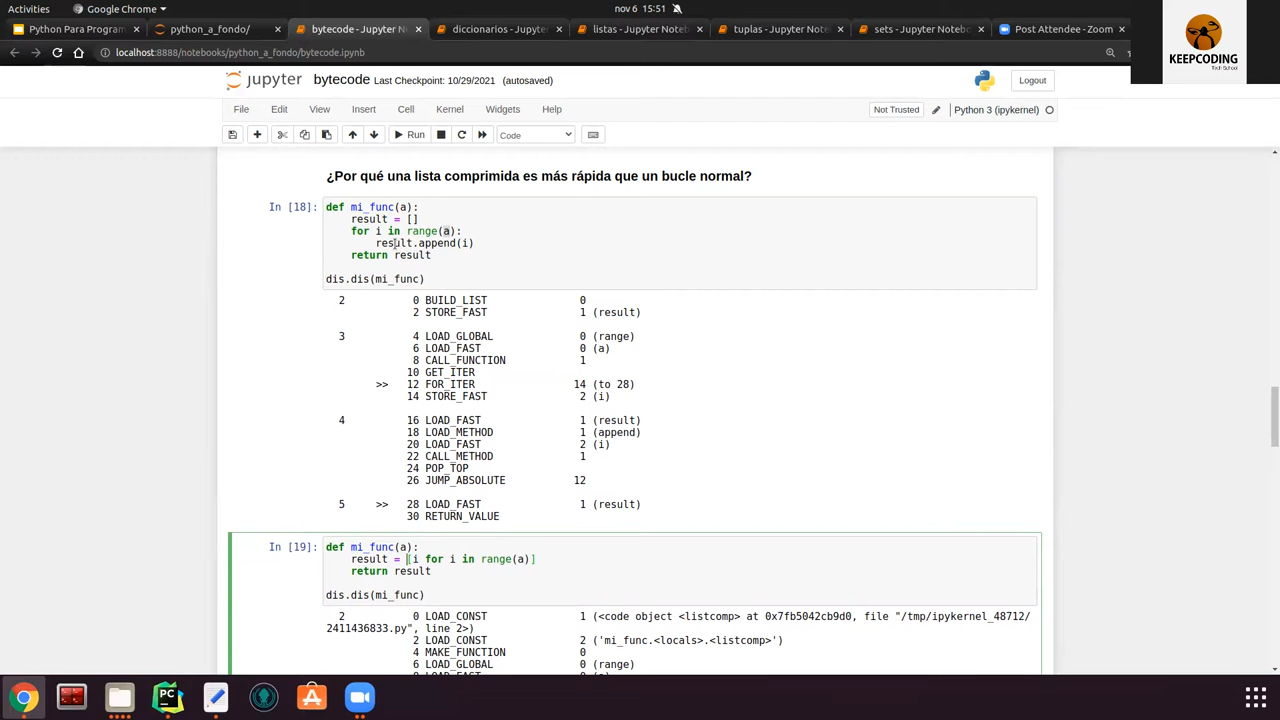 Activities
Google Chrome
nov 6 15:51
Python Para Program
python_a_fondo/
bytecode - Jupyter N
diccionarios - Jupyter
listas - Jupyter Noteb
tuplas - Jupyter Note
sets - Jupyter Noteb
Post Attendee - Zoom
localhost:8888/notebooks/python_a_fondo/bytecode.ipynb
KEEPCODING
Tech School
jupyter bytecode Last Checkpoint: 10/29/2021 (autosaved)
Logout
File Edit View Insert Cell Kernel Widgets Help
Not Trusted
Python 3 (ipykernel)
Run
Code
¿Por qué una lista comprimida es más rápida que un bucle normal?
In [18]: def mi_func(a):
result = []
for i in range(a):
result.append(i)
return result
dis.dis(mi_func)
2 0 BUILD_LIST 0
2 STORE_FAST 1 (result)
3 4 LOAD_GLOBAL 0 (range)
6 LOAD_FAST 0 (a)
8 CALL_FUNCTION 1
10 GET_ITER
>> 12 FOR_ITER 14 (to 28)
14 STORE_FAST 2 (i)
4 16 LOAD_FAST 1 (result)
18 LOAD_METHOD 1 (append)
20 LOAD_FAST 2 (i)
22 CALL_METHOD 1
24 POP_TOP
26 JUMP_ABSOLUTE 12
5 >> 28 LOAD_FAST 1 (result)
30 RETURN_VALUE
In [19]: def mi_func(a):
result = [i for i in range(a)]
return result
dis.dis(mi_func)
2 0 LOAD_CONST 1 (<code object <listcomp> at 0x7fb5042cb9d0, file "/tmp/ipykernel_48712/
2411436833.py", line 2>)
2 LOAD_CONST 2 ('mi_func.<locals>.<listcomp>')
4 MAKE_FUNCTION 0
6 LOAD_GLOBAL 0 (range)